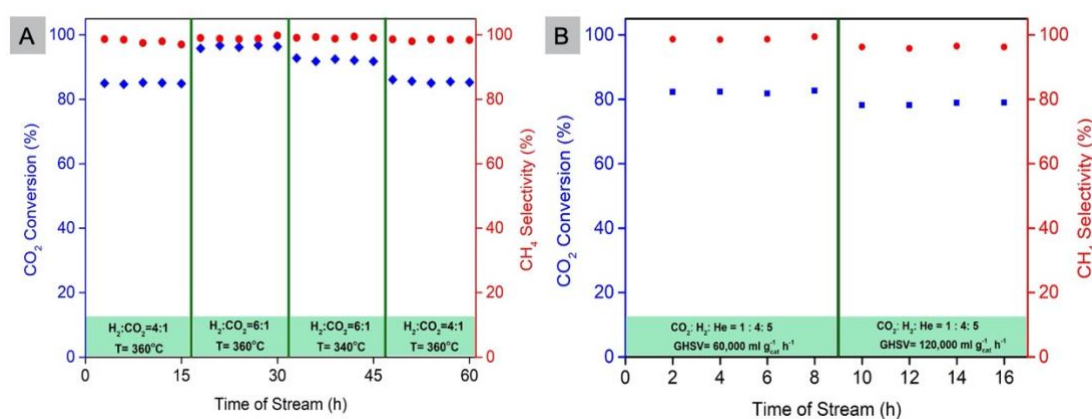 A
100
80
60
40
20
0
CO₂ Conversion (%)
100
80
60
40
20
0
CH₄ Selectivity (%)
H₂:CO₂=4:1
T= 360°C
H₂:CO₂=6:1
T= 360°C
H₂:CO₂=6:1
T= 340°C
H₂:CO₂=4:1
T= 360°C
0 15 30 45 60
Time of Stream (h)
B
100
80
60
40
20
0
CO₂ Conversion (%)
100
80
60
40
20
0
CH₄ Selectivity (%)
CO₂: H₂: He = 1 : 4: 5
GHSV= 60,000 ml g⁻¹cat h⁻¹
CO₂: H₂: He = 1 : 4: 5
GHSV= 120,000 ml g⁻¹cat h⁻¹
0 2 4 6 8 10 12 14 16
Time of Stream (h)